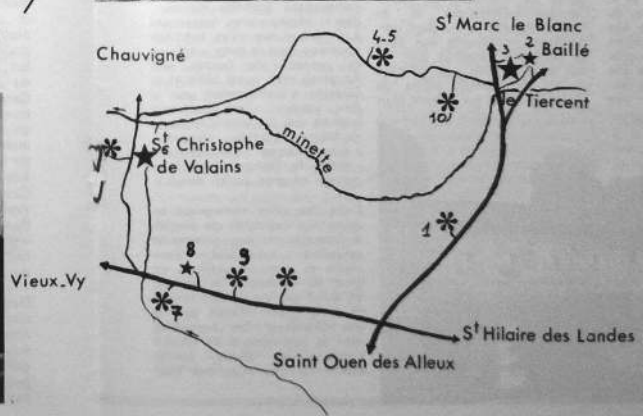 St Marc le Blanc
Chauvigné
4.5
3
2
Baillé
10
le Tiercent
minette
St Christophe
6
de Valains
1
8
9
Vieux-Vy
7
St Hilaire des Landes
Saint Ouen des Alleux